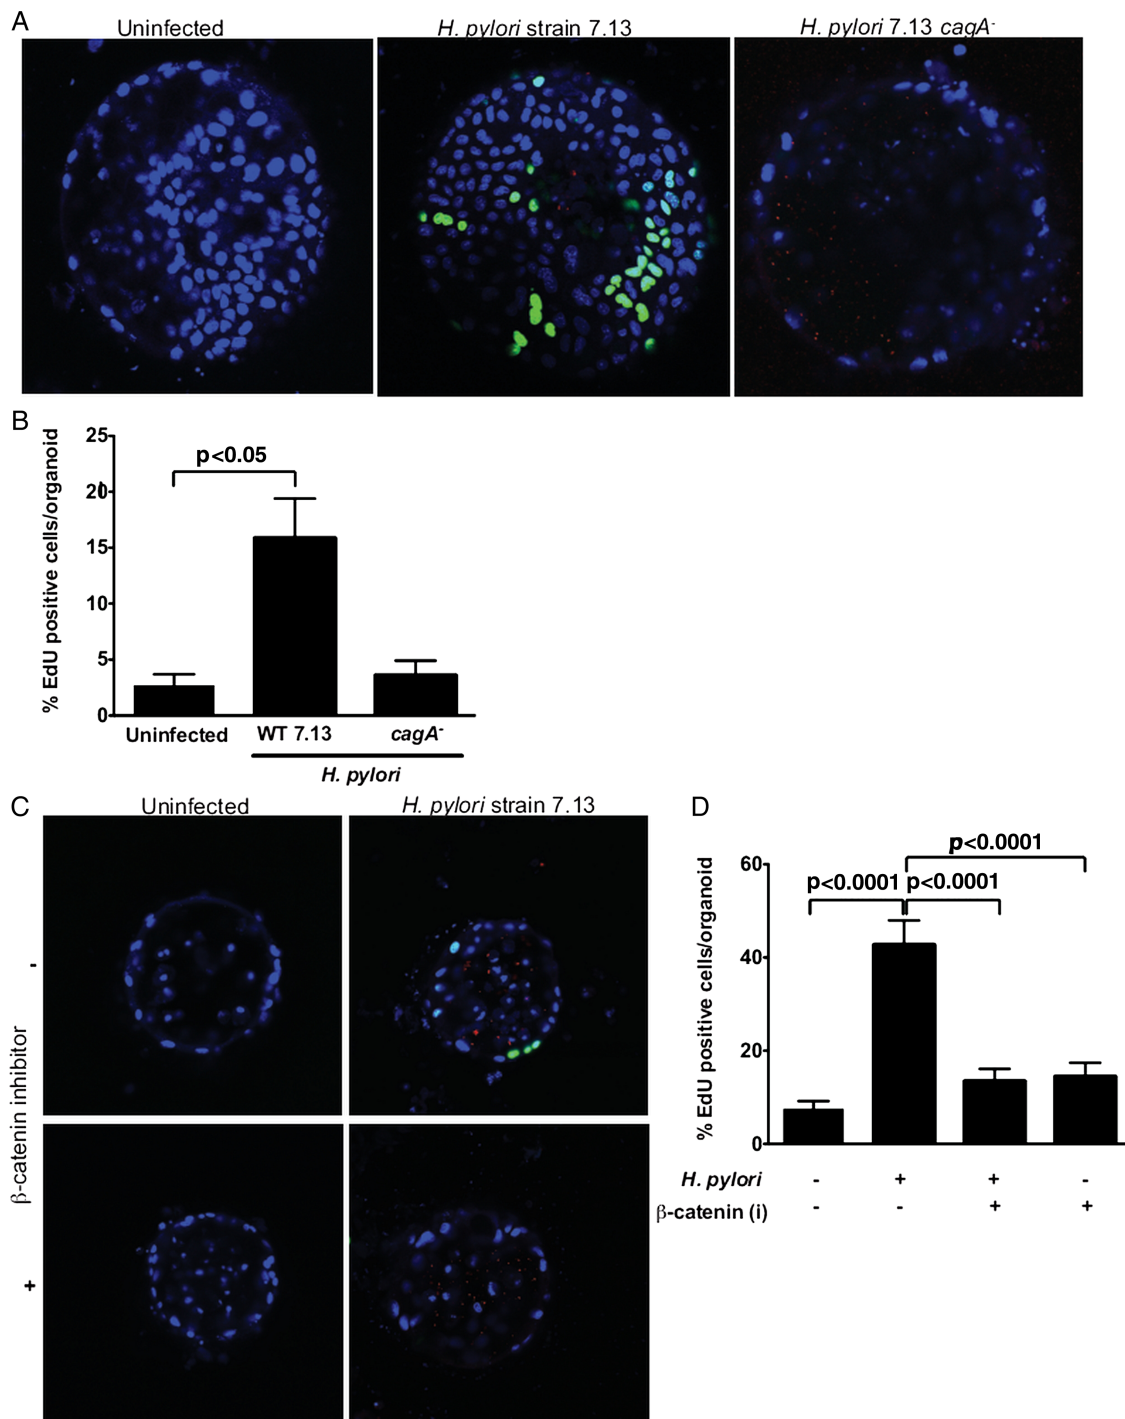 A
Uninfected
H. pylori strain 7.13
H. pylori 7.13 cagA-
B
% EdU positive cells/organoid
25
20
15
10
5
0
p<0.05
Uninfected
WT 7.13
cagA-
H. pylori
C
Uninfected
H. pylori strain 7.13
β-catenin inhibitor
-
+
D
% EdU positive cells/organoid
60
40
20
0
p<0.0001
p<0.0001 p<0.0001
H. pylori - + + -
β-catenin (i) - - + +